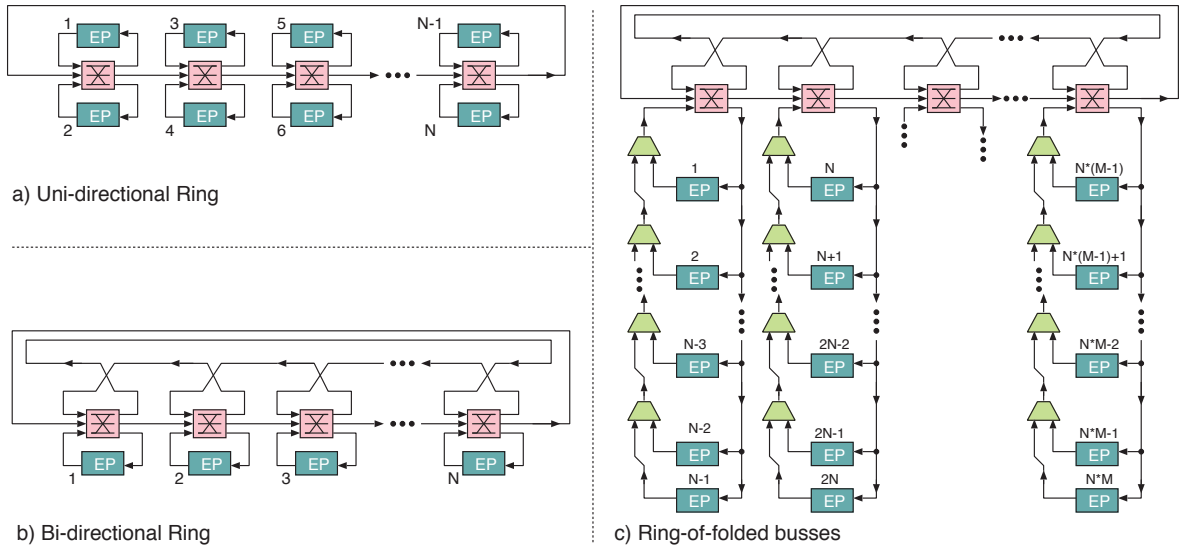 1 3 5 N-1
EP EP EP EP
EP EP EP EP
2 4 6 N
a) Uni-directional Ring
EP EP EP EP
1 2 3 N
b) Bi-directional Ring
1 N N*(M-1)
EP EP EP
2 N+1 N*(M-1)+1
EP EP EP
N-3 2N-2 N*M-2
EP EP EP
N-2 2N-1 N*M-1
EP EP EP
N-1 2N N*M
EP EP EP
c) Ring-of-folded busses